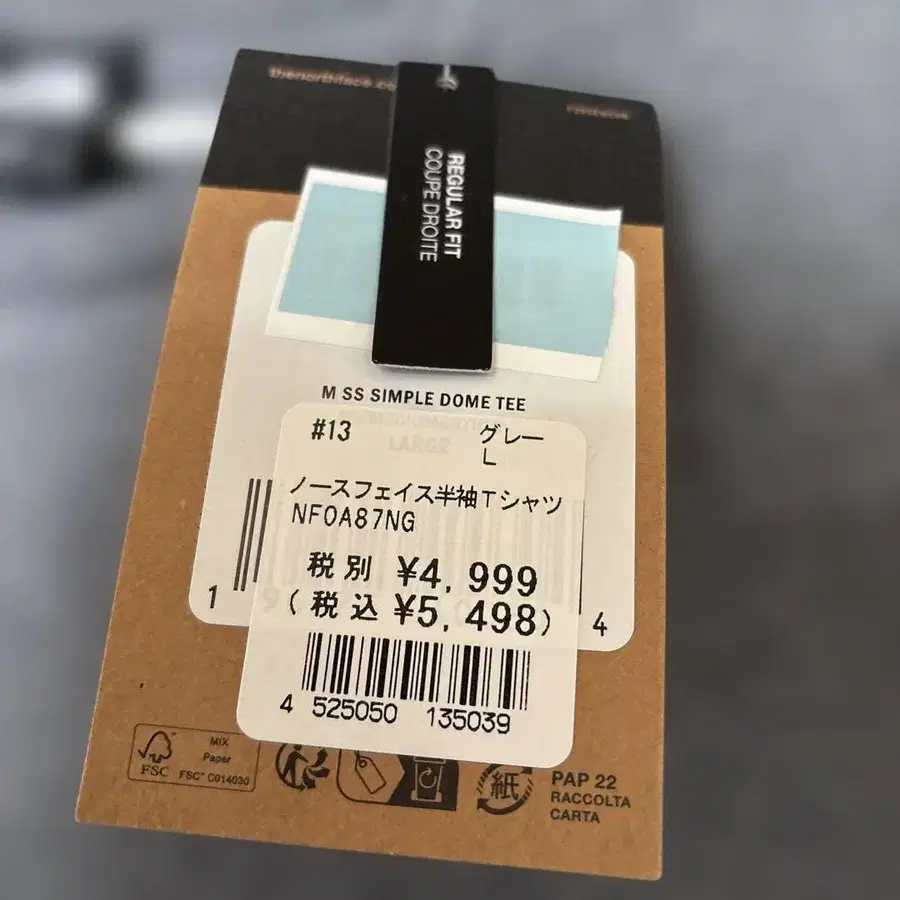 thenorthface.co
REGULAR FIT
COUPE DROITE
M SS SIMPLE DOME TEE
LARGE
#13 グレー
L
ノースフェイス半袖Tシャツ
NF0A87NG
税別 ¥4,999
(税込 ¥5,498)
1
4
4 525050 135039
FSC
MIX
Paper
FSC® C014030
紙
PAP 22
RACCOLTA
CARTA